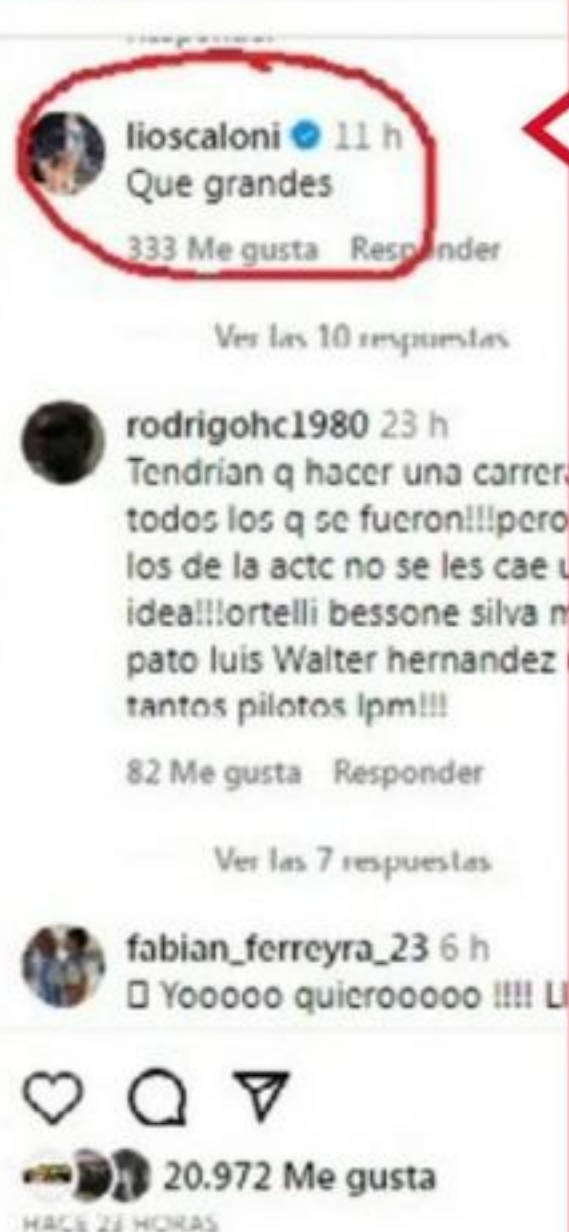 lioscaloni 11 h
Que grandes
333 Me gusta Responder
Ver las 10 respuestas
rodrigohc1980 23 h
Tendrian q hacer una carrera
todos los q se fueron!!!pero
los de la actc no se les cae u
idea!!!ortelli bessone silva m
pato luis Walter hernandez
tantos pilotos lpm!!!
82 Me gusta Responder
Ver las 7 respuestas
fabian_ferreyra_23 6 h
Yooooo quierooooo !!!! Ll
20.972 Me gusta
HACE 23 HORAS